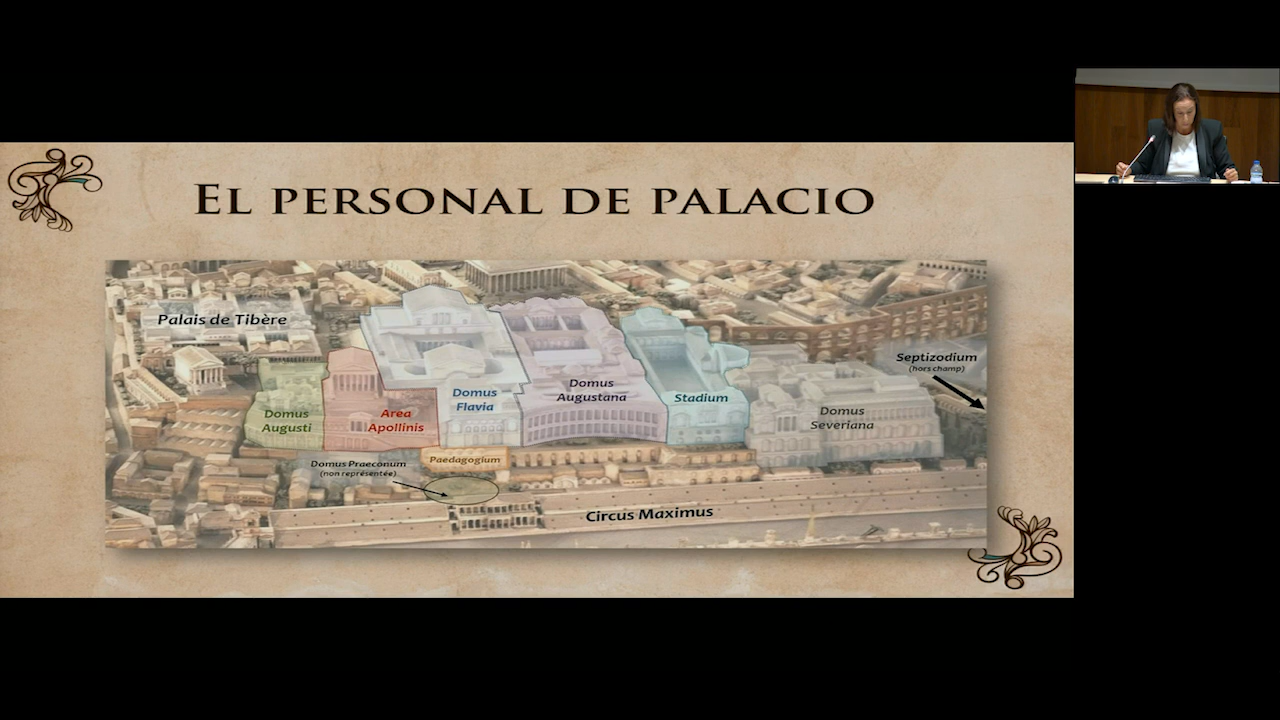 EL PERSONAL DE PALACIO
Palais de Tibère
Septizodium
(hors champ)
Domus
Augusti
Area
Apollinis
Domus
Flavia
Domus
Augustana
Stadium
Domus
Severiana
Domus Praeconum
(non représentée)
Paedagogium
Circus Maximus